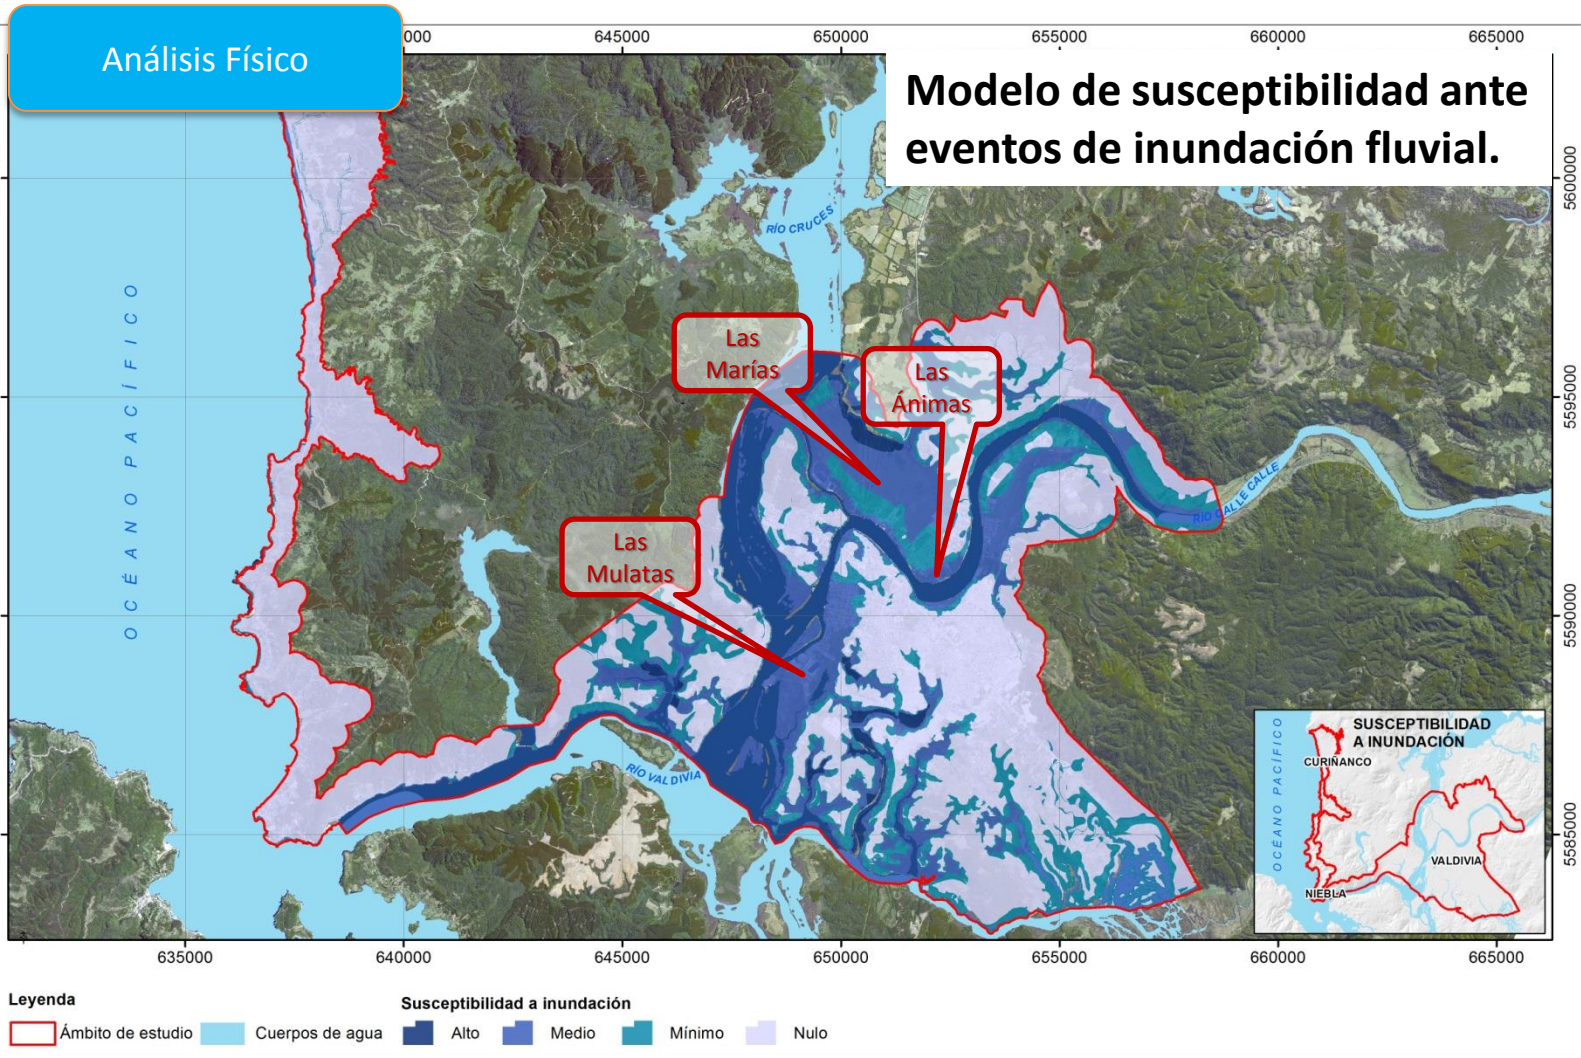 Análisis Físico
Modelo de susceptibilidad ante
eventos de inundación fluvial.
000
645000
650000
655000
660000
665000
5600000
5595000
5590000
5585000
OCÉANO PACÍFICO
RÍO CRUCES
Las
Marías
Las
Ánimas
Las
Mulatas
RÍO CALLE CALLE
RÍO VALDIVIA
SUSCEPTIBILIDAD
A INUNDACIÓN
CURIÑANCO
OCÉANO PACÍFICO
VALDIVIA
NIEBLA
635000
640000
645000
650000
655000
660000
665000
Leyenda
Ámbito de estudio
Cuerpos de agua
Susceptibilidad a inundación
Alto
Medio
Mínimo
Nulo